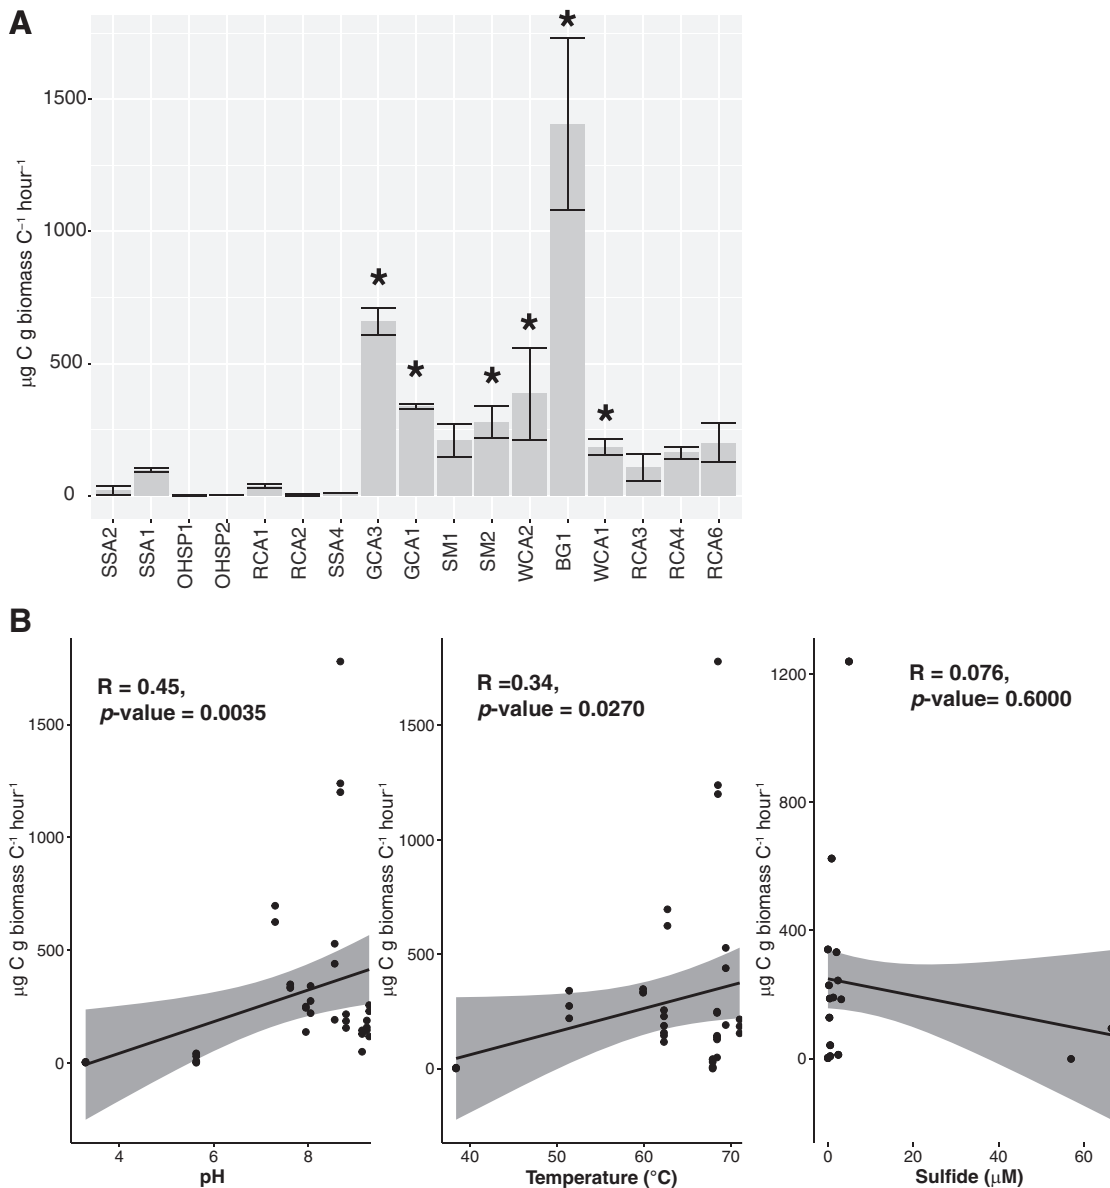 A
*
*
*
*
*
*
1500
1000
500
0
µg C g biomass C⁻¹ hour⁻¹
SSA2
SSA1
OHSP1
OHSP2
RCA1
RCA2
SSA4
GCA3
GCA1
SM1
SM2
WCA2
BG1
WCA1
RCA3
RCA4
RCA6
B
R = 0.45,
p-value = 0.0035
1500
1000
500
0
µg C g biomass C⁻¹ hour⁻¹
4
6
8
pH
R =0.34,
p-value = 0.0270
1500
1000
500
0
µg C g biomass C⁻¹ hour⁻¹
40
50
60
70
Temperature (°C)
R = 0.076,
p-value= 0.6000
1200
800
400
0
µg C g biomass C⁻¹ hour⁻¹
0
20
40
60
Sulfide (µM)